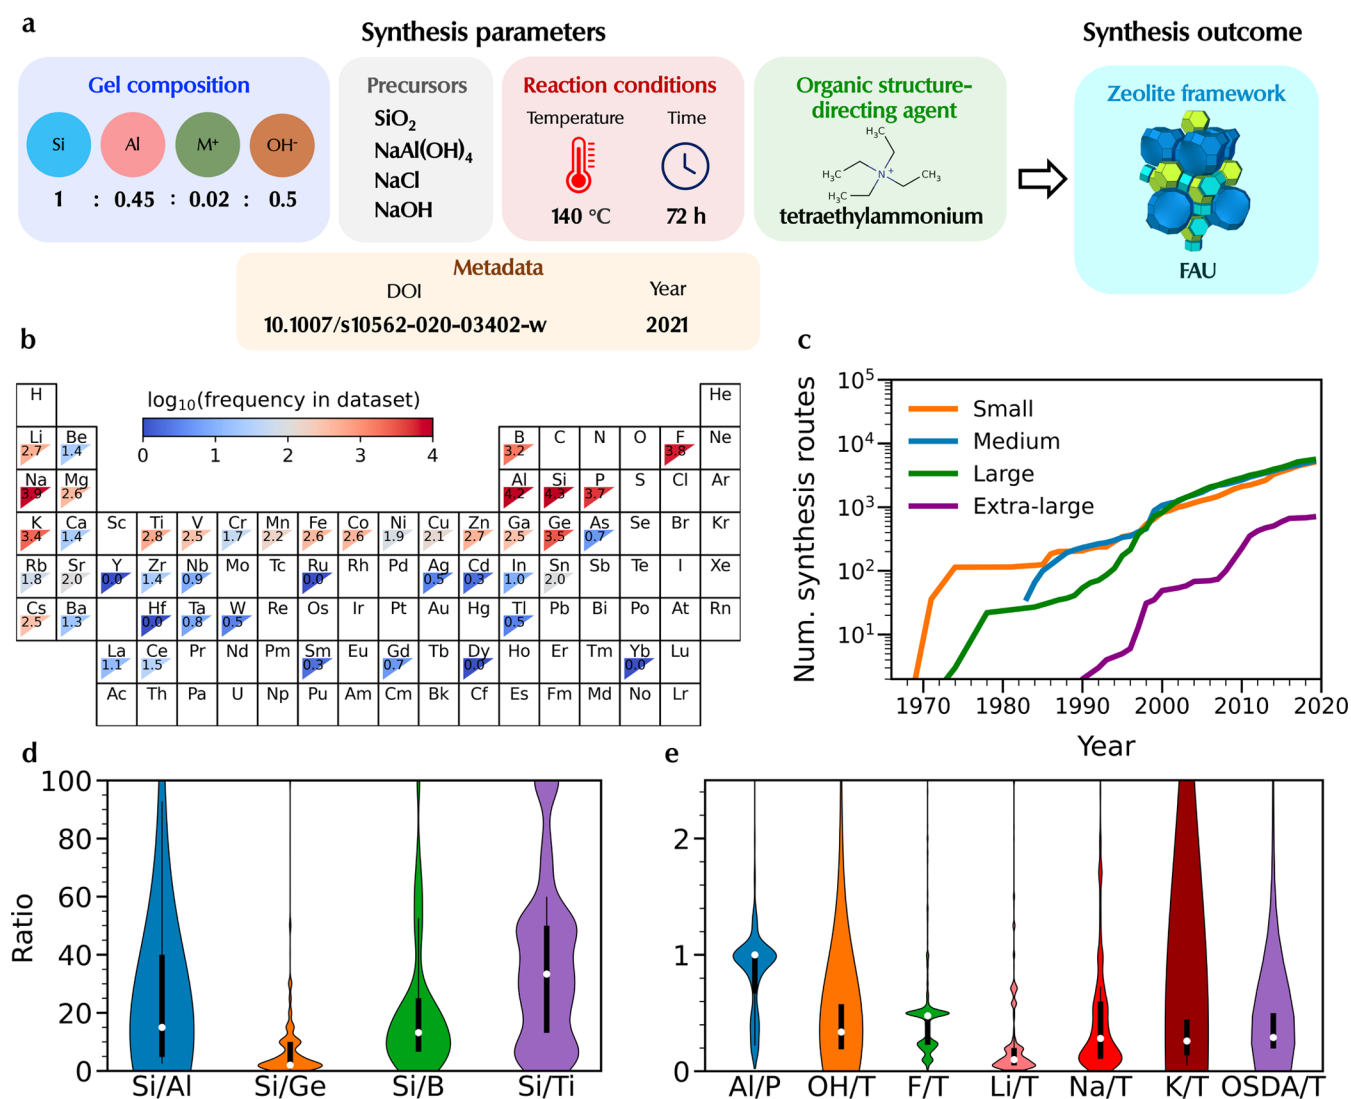 a
Synthesis parameters
Synthesis outcome
Gel composition
Si
Al
M+
OH-
1 : 0.45 : 0.02 : 0.5
Precursors
SiO2
NaAl(OH)4
NaCl
NaOH
Reaction conditions
Temperature
Time
140 °C
72 h
Organic structure-
directing agent
H3C
CH3
N+
H3C
H3C
tetraethylammonium
Zeolite framework
FAU
Metadata
DOI
Year
10.1007/s10562-020-03402-w
2021
b
log10(frequency in dataset)
0 1 2 3 4
H He
Li Be B C N O F Ne
2.7 1.4 3.2 3.8
Na Mg Al Si P S Cl Ar
3.9 2.6 4.2 4.3 3.7
K Ca Sc Ti V Cr Mn Fe Co Ni Cu Zn Ga Ge As Se Br Kr
3.4 1.4 2.8 2.5 1.7 2.2 2.6 2.6 1.9 2.1 2.7 2.5 3.5 0.7
Rb Sr Y Zr Nb Mo Tc Ru Rh Pd Ag Cd In Sn Sb Te I Xe
1.8 2.0 0.0 1.4 0.9 0.0 0.5 0.3 1.0 2.0
Cs Ba Hf Ta W Re Os Ir Pt Au Hg Tl Pb Bi Po At Rn
2.5 1.3 0.0 0.8 0.5 0.5
La Ce Pr Nd Pm Sm Eu Gd Tb Dy Ho Er Tm Yb Lu
1.1 1.5 0.3 0.7 0.0 0.0
Ac Th Pa U Np Pu Am Cm Bk Cf Es Fm Md No Lr
c
Num. synthesis routes
10^5
10^4
10^3
10^2
10^1
Small
Medium
Large
Extra-large
1970 1980 1990 2000 2010 2020
Year
d
Ratio
100
80
60
40
20
0
Si/Al Si/Ge Si/B Si/Ti
e
2
1
0
Al/P OH/T F/T Li/T Na/T K/T OSDA/T